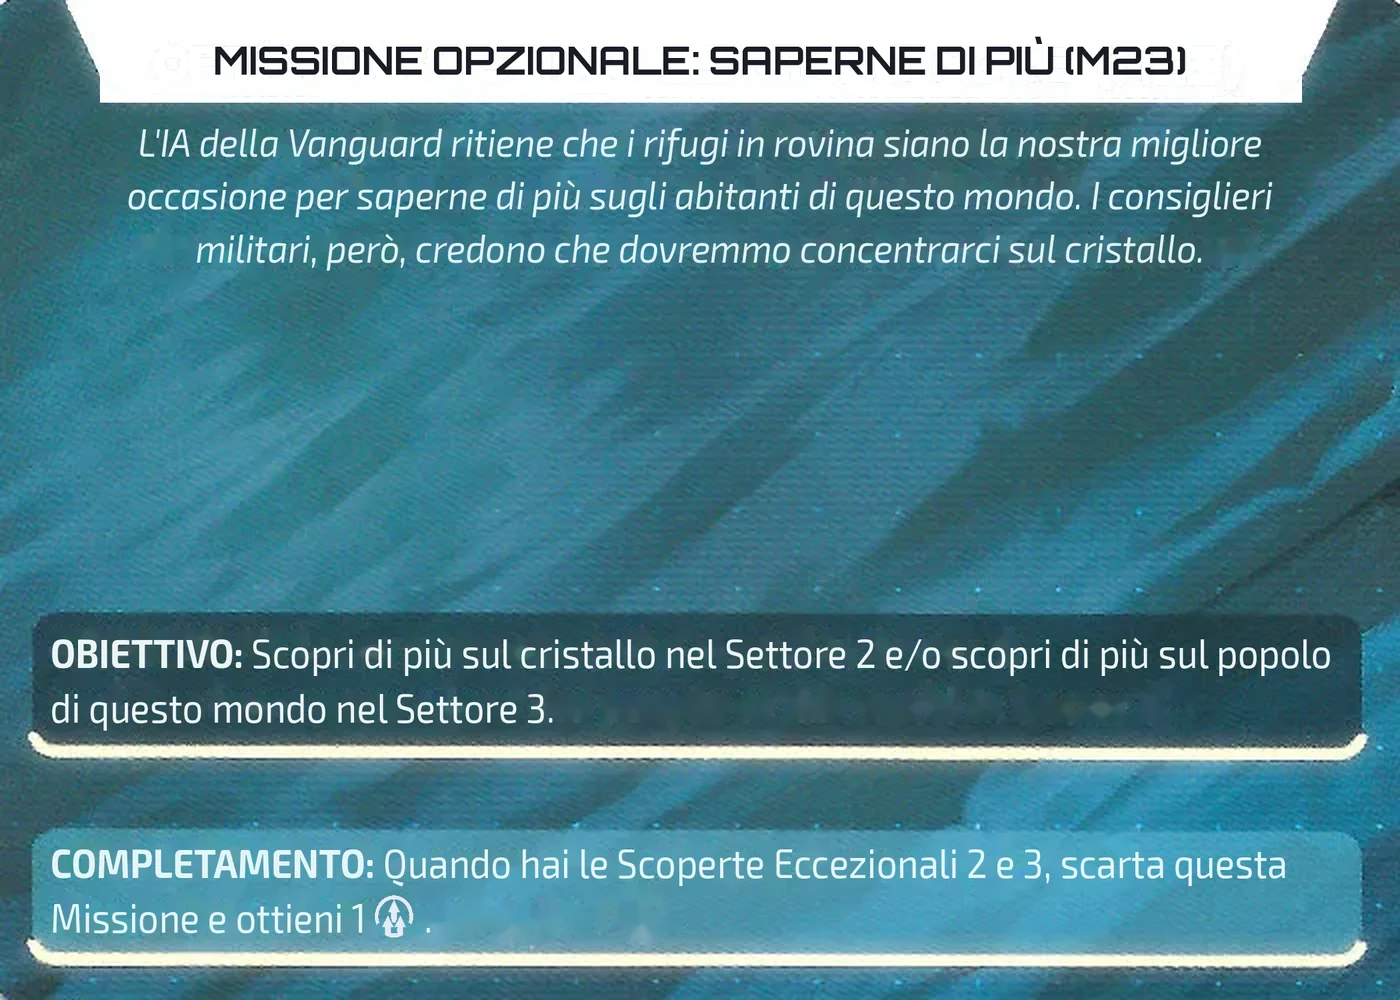 MISSIONE OPZIONALE: SAPERNE DI PIÙ (M23)
L'IA della Vanguard ritiene che i rifugi in rovina siano la nostra migliore
occasione per saperne di più sugli abitanti di questo mondo. I consiglieri
militari, però, credono che dovremmo concentrarci sul cristallo.
OBIETTIVO: Scopri di più sul cristallo nel Settore 2 e/o scopri di più sul popolo
di questo mondo nel Settore 3.
COMPLETAMENTO: Quando hai le Scoperte Eccezionali 2 e 3, scarta questa
Missione e ottieni 1 .